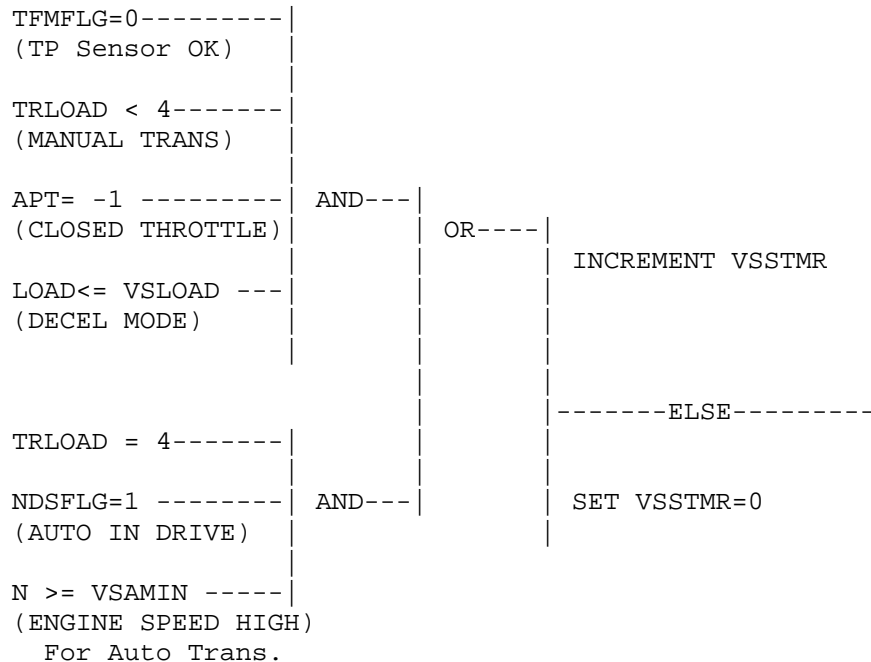 TFMFLG=0---------|
(TP Sensor OK) |
|
TRLOAD < 4-------|
(MANUAL TRANS) |
|
APT= -1 ---------| AND---|
(CLOSED THROTTLE)| | OR----|
| | | INCREMENT VSSTMR
LOAD<= VSLOAD ---| | |
(DECEL MODE) | | |
| | |
| |
| |-------ELSE---------
TRLOAD = 4-------| | |
| | |
NDSFLG=1 --------| AND---| | SET VSSTMR=0
(AUTO IN DRIVE) | |
|
N >= VSAMIN -----|
(ENGINE SPEED HIGH)
For Auto Trans.